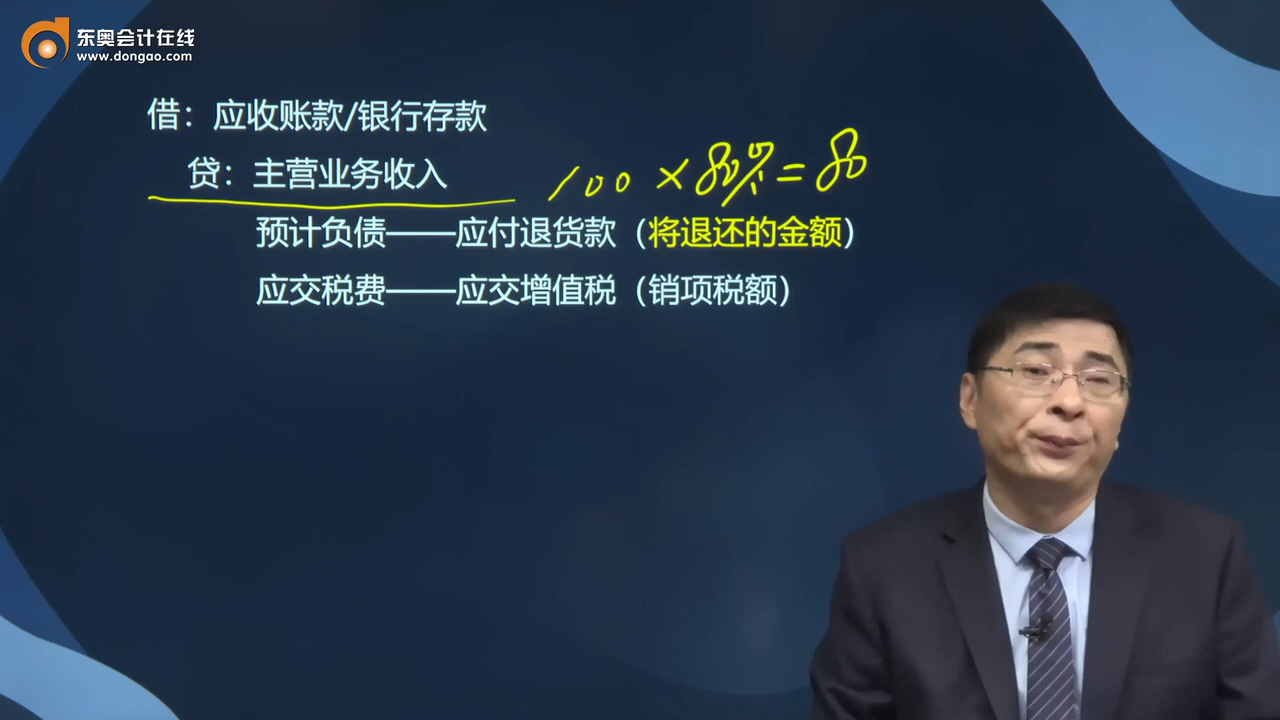 东奥会计在线
www.dongao.com
借：应收账款/银行存款
贷：主营业务收入 100×80%=80
预计负债——应付退货款（将退还的金额）
应交税费——应交增值税（销项税额）